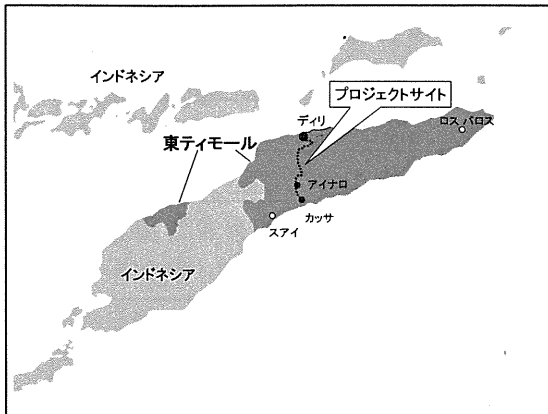 インドネシア
プロジェクトサイト
ディリ
ロス パロス
東ティモール
アイナロ
カッサ
スアイ
インドネシア